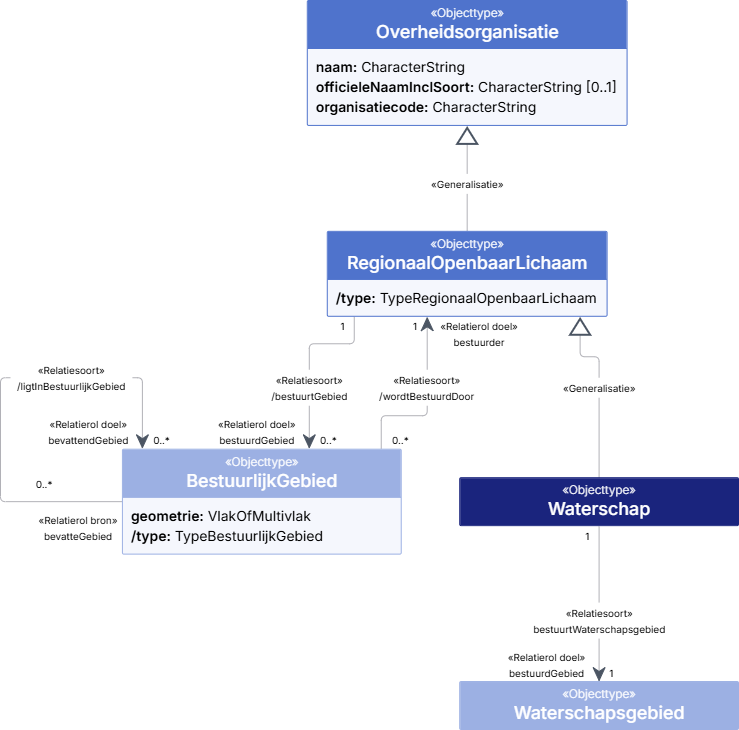 «Objecttype»
Overheidsorganisatie
naam: CharacterString
officieleNaamInclSoort: CharacterString [0..1]
organisatiecode: CharacterString
«Generalisatie»
«Objecttype»
RegionaalOpenbaarLichaam
/type: TypeRegionaalOpenbaarLichaam
1
1
«Relatierol doel»
bestuurder
«Relatiesoort»
/ligtInBestuurlijkGebied
«Relatiesoort»
/bestuurtGebied
«Relatiesoort»
/wordtBestuurdDoor
«Generalisatie»
«Relatierol doel»
bevattendGebied
0..*
«Relatierol doel»
bestuurdGebied
0..*
0..*
«Objecttype»
BestuurlijkGebied
geometrie: VlakOfMultivlak
/type: TypeBestuurlijkGebied
0..*
«Relatierol bron»
bevatteGebied
«Objecttype»
Waterschap
1
«Relatiesoort»
bestuurtWaterschapsgebied
«Relatierol doel»
bestuurdGebied
1
«Objecttype»
Waterschapsgebied